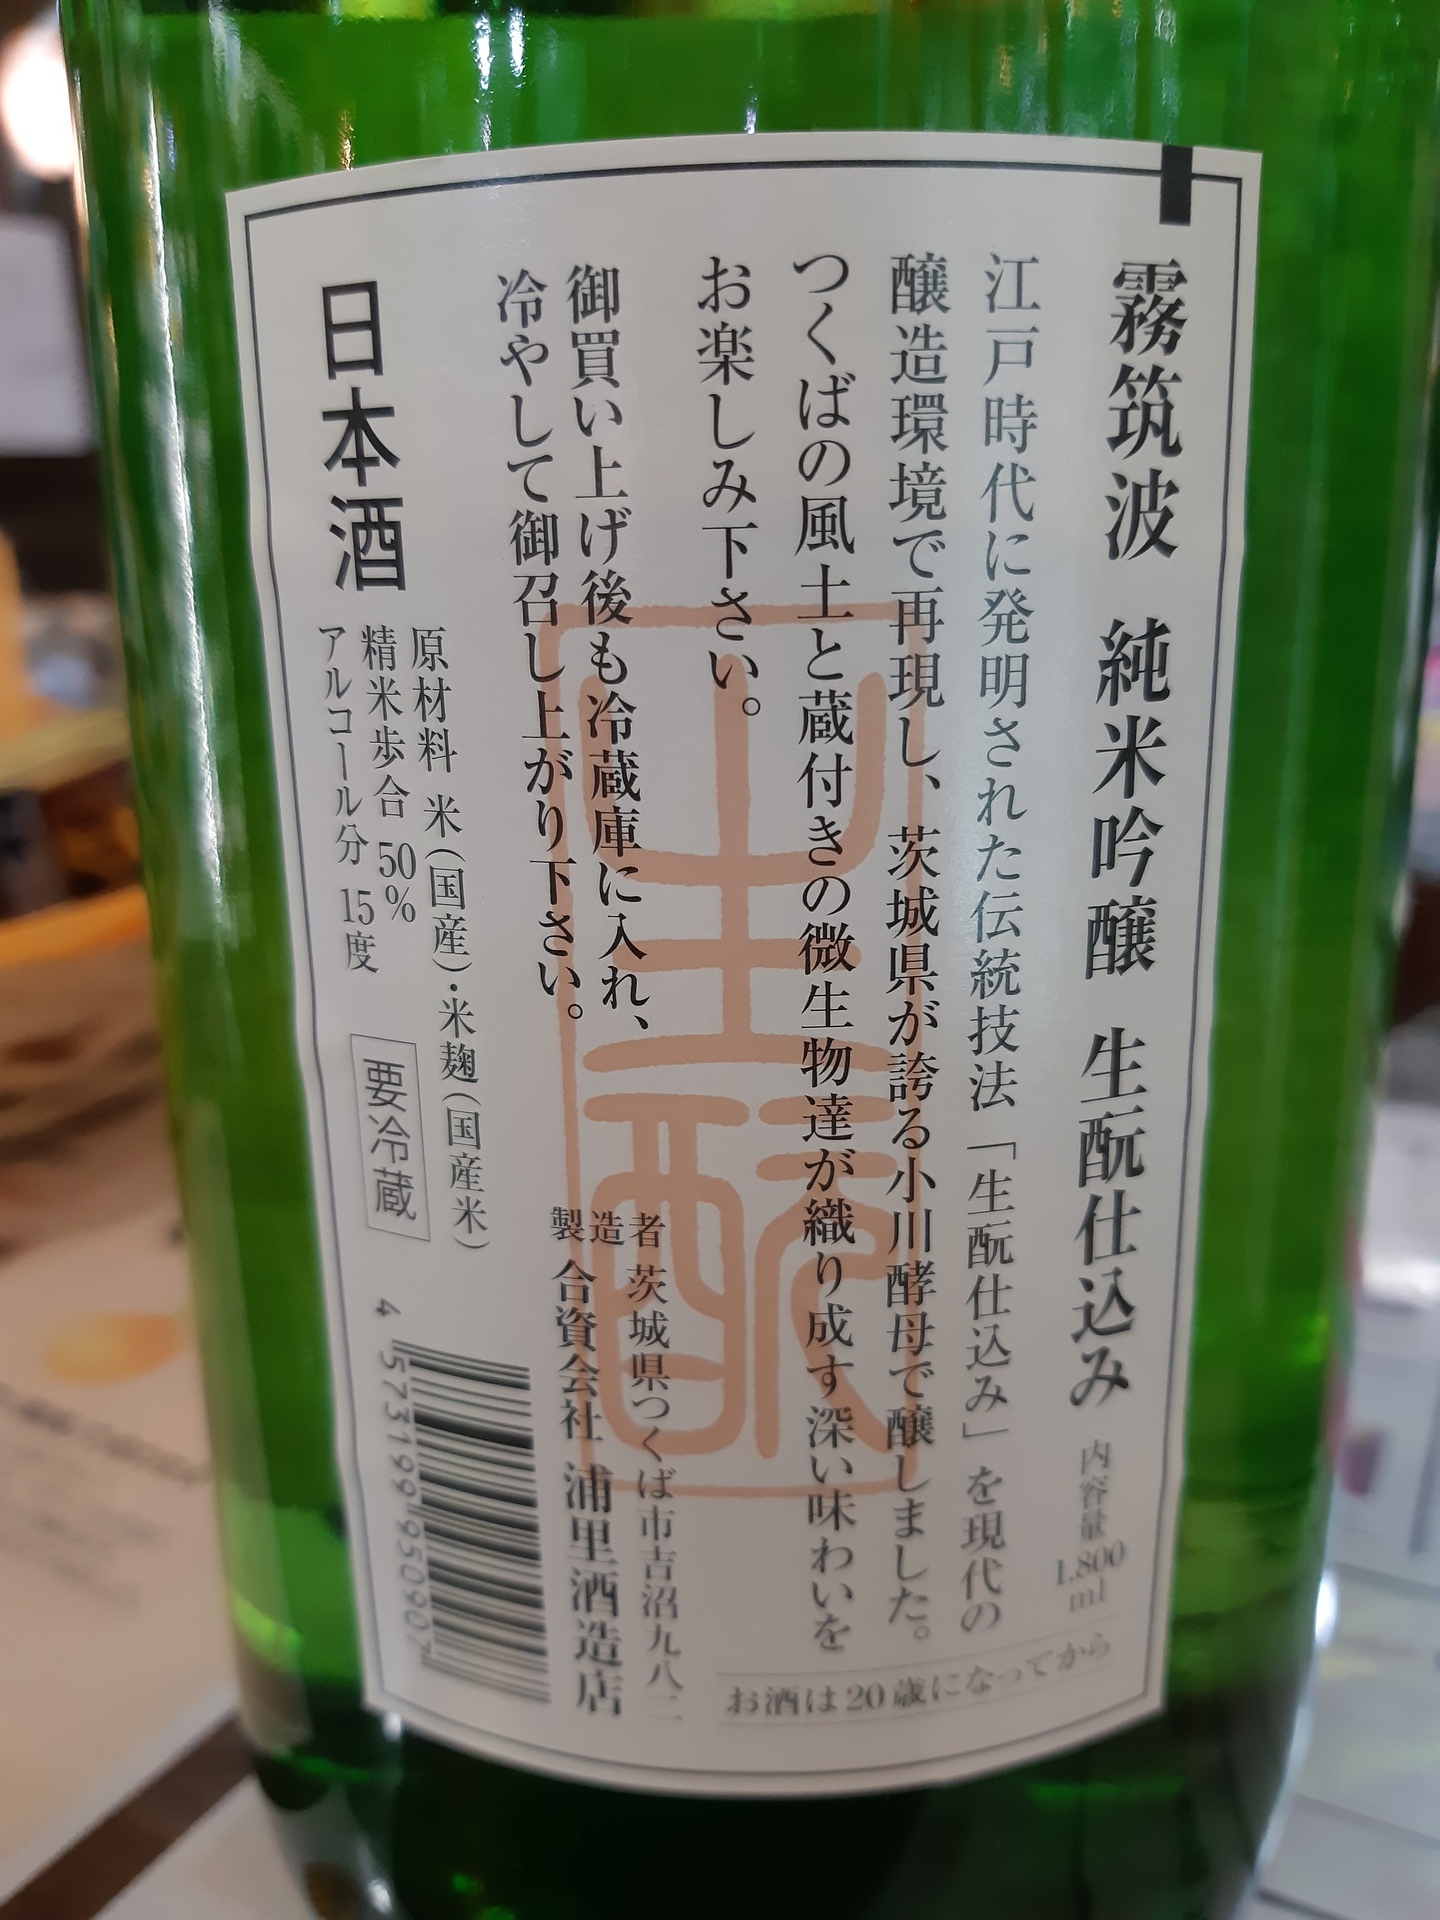 霧筑波 純米吟醸 生酛仕込み 内容量 1,800ml
江戸時代に発明された伝統技法「生酛仕込み」を現代の
醸造環境で再現し、茨城県が誇る小川酵母で醸しました。
つくばの風土と蔵付きの微生物達が織り成す深い味わいを
お楽しみ下さい。
お酒は20歳になってから
御買い上げ後も冷蔵庫に入れ、
冷やして御召し上がり下さい。
生酛
製造者
茨城県つくば市吉沼九八二
合資会社 浦里酒造店
日本酒
原材料 米(国産)・米麹(国産米)
精米歩合 50%
アルコール分 15度
要冷蔵
4 573199 950907